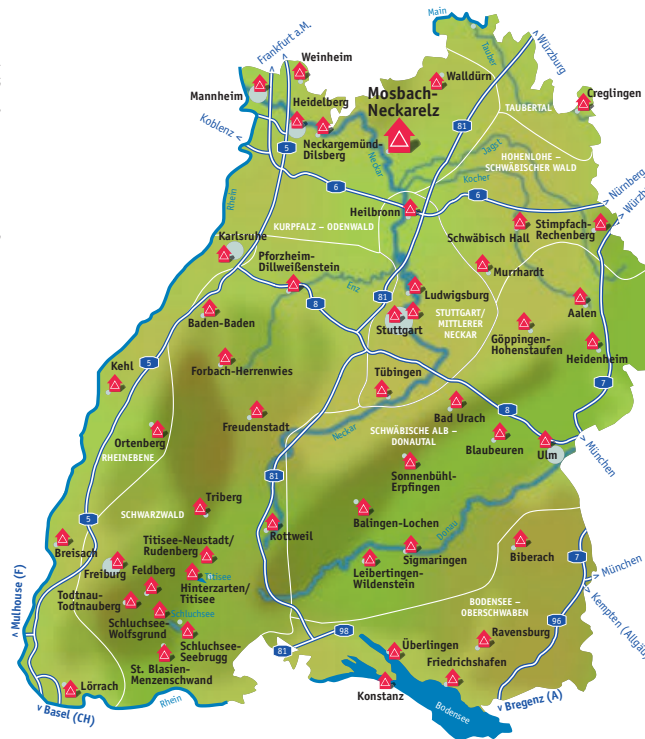 Main
Frankfurt a.M.
Weinheim
Tauber
Würzburg
Walldürn
Mannheim
Mosbach-
Neckarelz
Creglingen
Heidelberg
TAUBERTAL
Koblenz
81
Neckargemünd-
Dilsberg
5
Neckar
Jagst
HOHENLOHE –
SCHWÄBISCHER WALD
Kocher
6
6
Nürnberg
Würzb
Rhein
Heilbronn
KURPFALZ – ODENWALD
Stimpfach-
Rechenberg
Schwäbisch Hall
Karlsruhe
Pforzheim-
Dillweißenstein
Murrhardt
Enz
81
Ludwigsburg
8
Aalen
Baden-Baden
STUTTGART/
MITTLERER
NECKAR
Stuttgart
Göppingen-
Hohenstaufen
Heidenheim
5
Forbach-Herrenwies
Kehl
Tübingen
7
8
Freudenstadt
Bad Urach
Neckar
SCHWÄBISCHE ALB –
DONAUTAL
Blaubeuren
Ortenberg
München
Ulm
RHEINEBENE
Sonnenbühl-
Erpfingen
81
Triberg
SCHWARZWALD
Balingen-Lochen
5
Rottweil
Donau
Titisee-Neustadt/
Rudenberg
Breisach
Biberach
7
Sigmaringen
Freiburg
Feldberg
Titisee
Hinterzarten/
Titisee
Leibertingen-
Wildenstein
München
Kempten (Allgäu)
Todtnau-
Todtnauberg
Schluchsee
BODENSEE –
OBERSCHWABEN
Mulhouse (F)
Schluchsee-
Wolfsgrund
96
98
Ravensburg
81
Schluchsee-
Seebrugg
Überlingen
St. Blasien-
Menzenschwand
Friedrichshafen
Lörrach
Konstanz
Rhein
Bodensee
Basel (CH)
Bregenz (A)